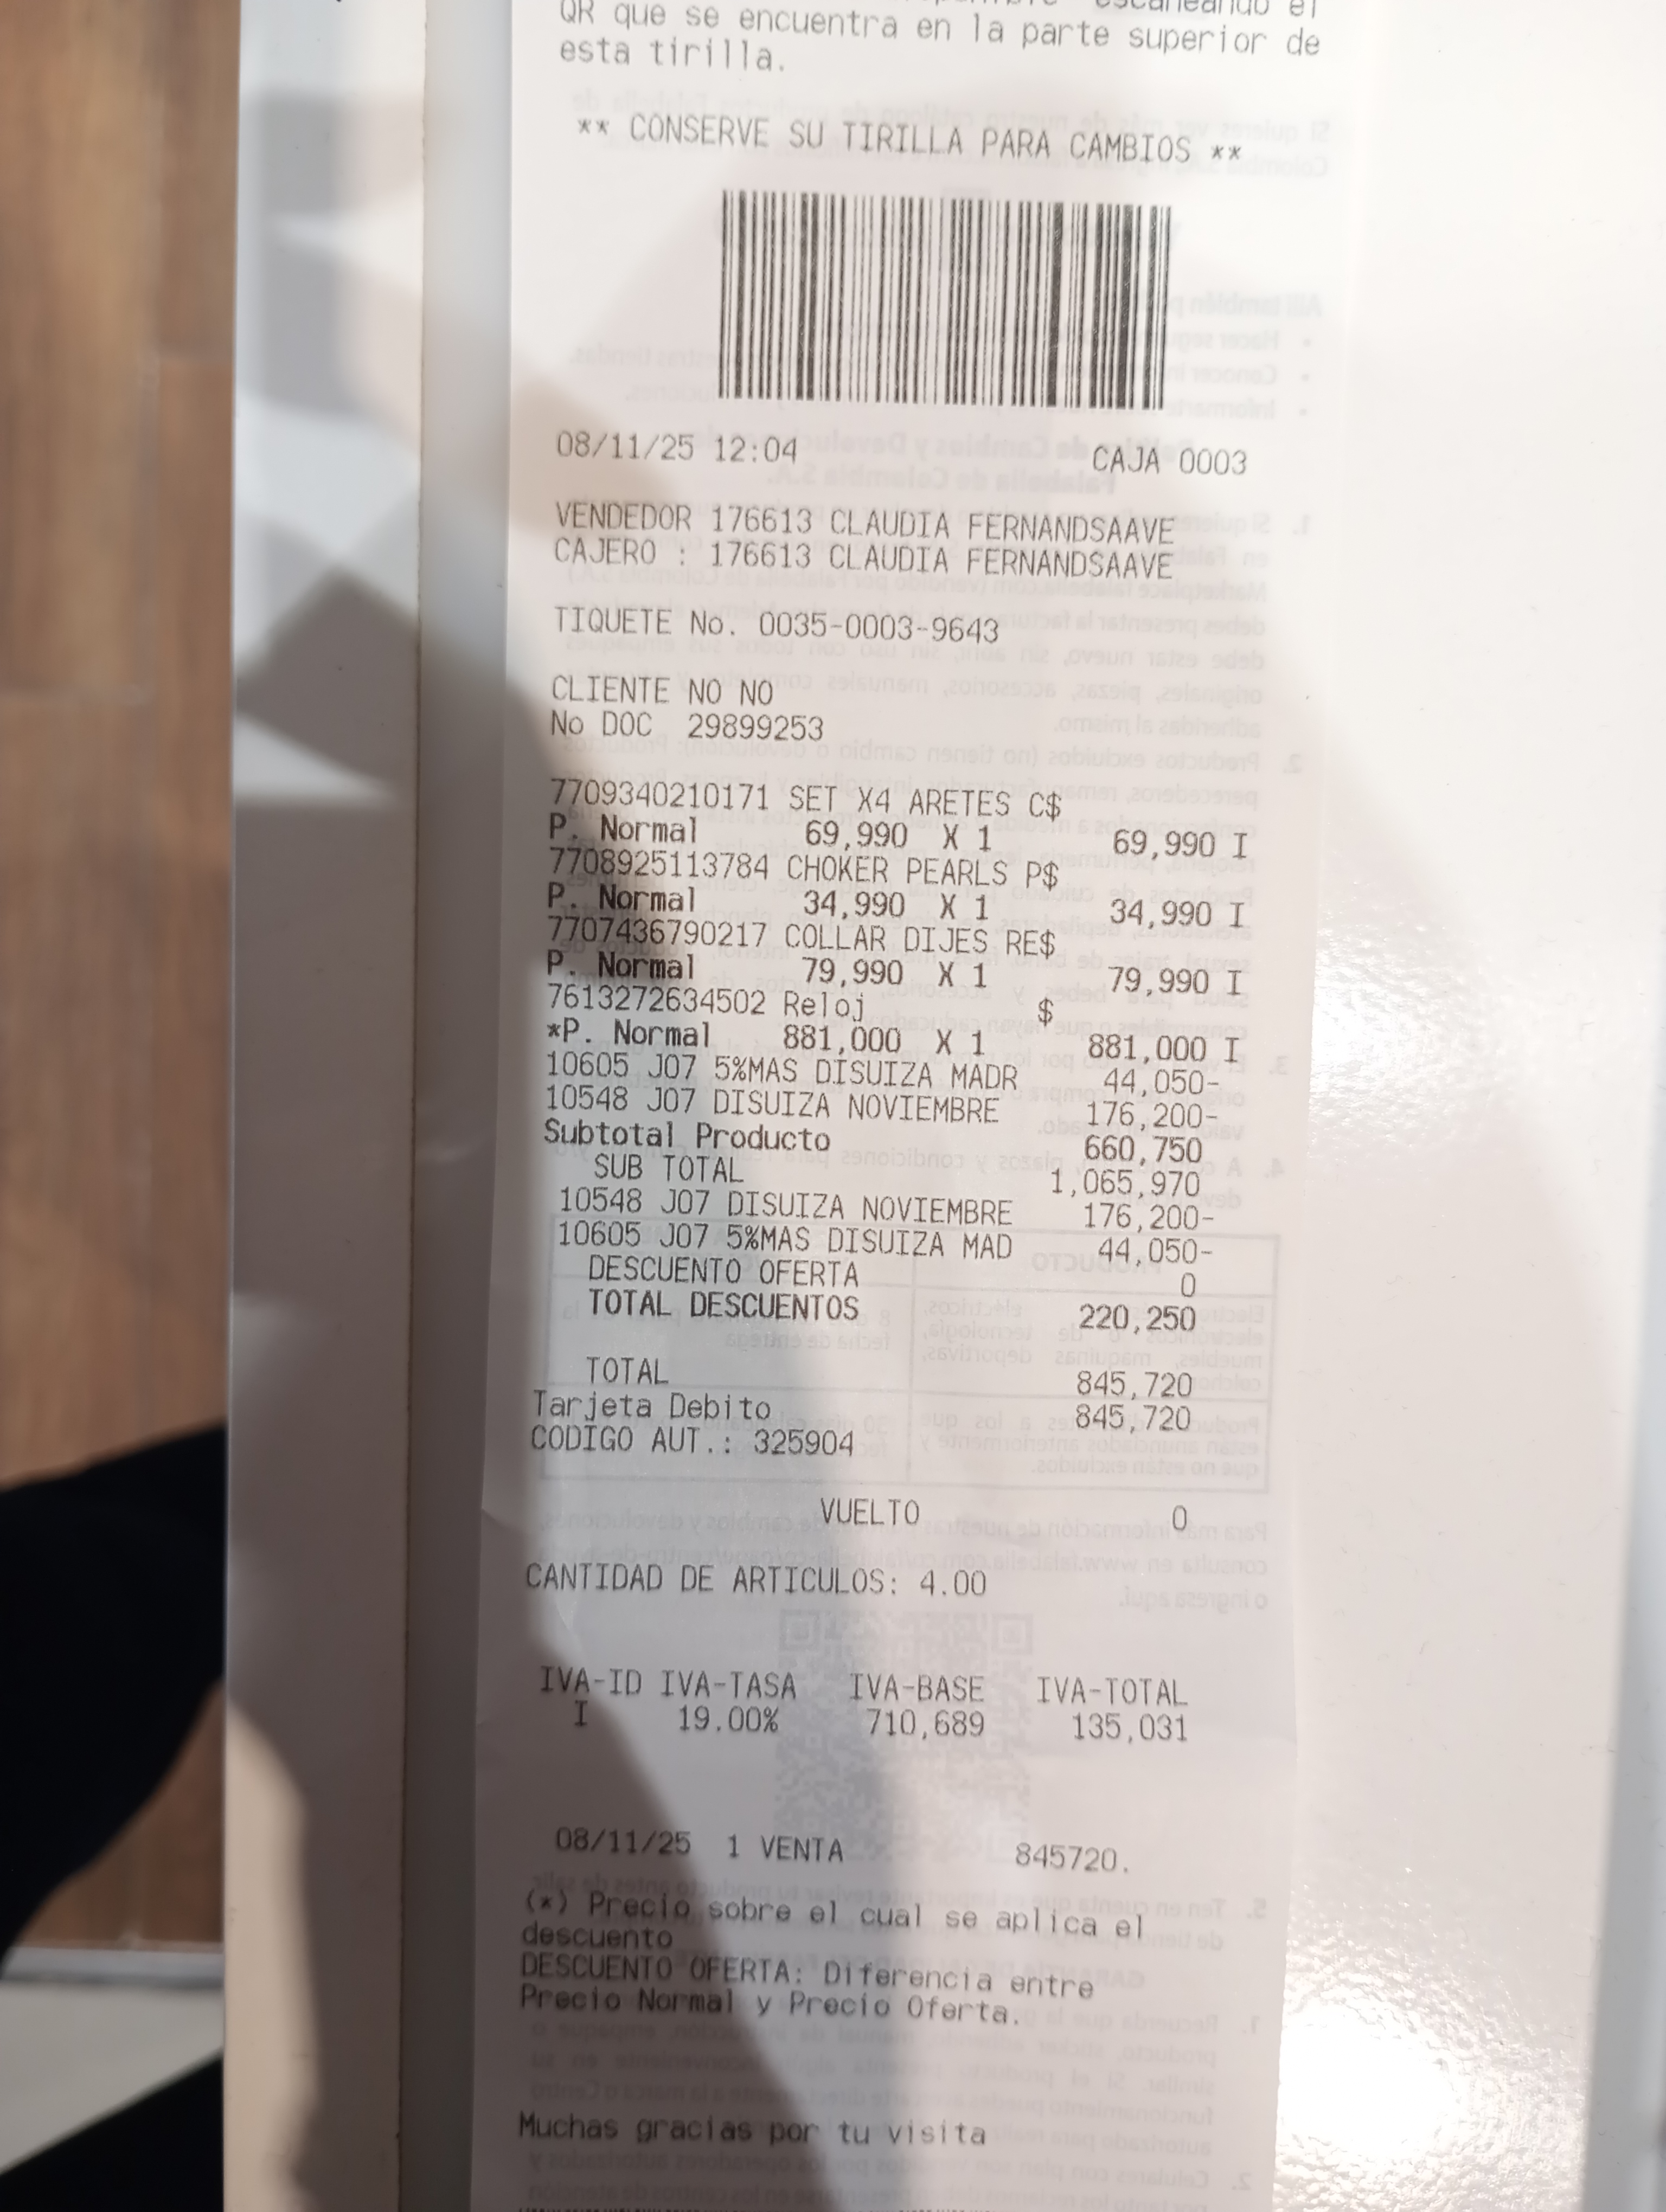 escaneando el
QR que se encuentra en la parte superior de
esta tirilla.
** CONSERVE SU TIRILLA PARA CAMBIOS **
08/11/25 12:04 CAJA 0003
VENDEDOR 176613 CLAUDIA FERNANDSAAVE
CAJERO : 176613 CLAUDIA FERNANDSAAVE
TIQUETE No. 0035-0003-9643
CLIENTE NO NO
No DOC 29899253
7709340210171 SET X4 ARETES C$
P. Normal 69,990 X 1 69,990 I
7708925113784 CHOKER PEARLS P$
P. Normal 34,990 X 1 34,990 I
7707436790217 COLLAR DIJES RE$
P. Normal 79,990 X 1 79,990 I
7613272634502 Reloj $
*P. Normal 881,000 X 1 881,000 I
10605 J07 5%MAS DISUIZA MADR 44,050-
10548 J07 DISUIZA NOVIEMBRE 176,200-
Subtotal Producto 660,750
SUB TOTAL 1,065,970
10548 J07 DISUIZA NOVIEMBRE 176,200-
10605 J07 5%MAS DISUIZA MAD 44,050-
DESCUENTO OFERTA 0
TOTAL DESCUENTOS 220,250
TOTAL 845,720
Tarjeta Debito 845,720
CODIGO AUT.: 325904
VUELTO 0
CANTIDAD DE ARTICULOS: 4.00
IVA-ID IVA-TASA IVA-BASE IVA-TOTAL
I 19.00% 710,689 135,031
08/11/25 1 VENTA 845720.
(*) Precio sobre el cual se aplica el
descuento
DESCUENTO OFERTA: Diferencia entre
Precio Normal y Precio Oferta.
Muchas gracias por tu visita